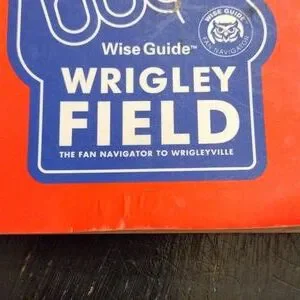 WISE GUIDE
FAN NAVIGATOR
Wise Guide™
WRIGLEY
FIELD
THE FAN NAVIGATOR TO WRIGLEYVILLE